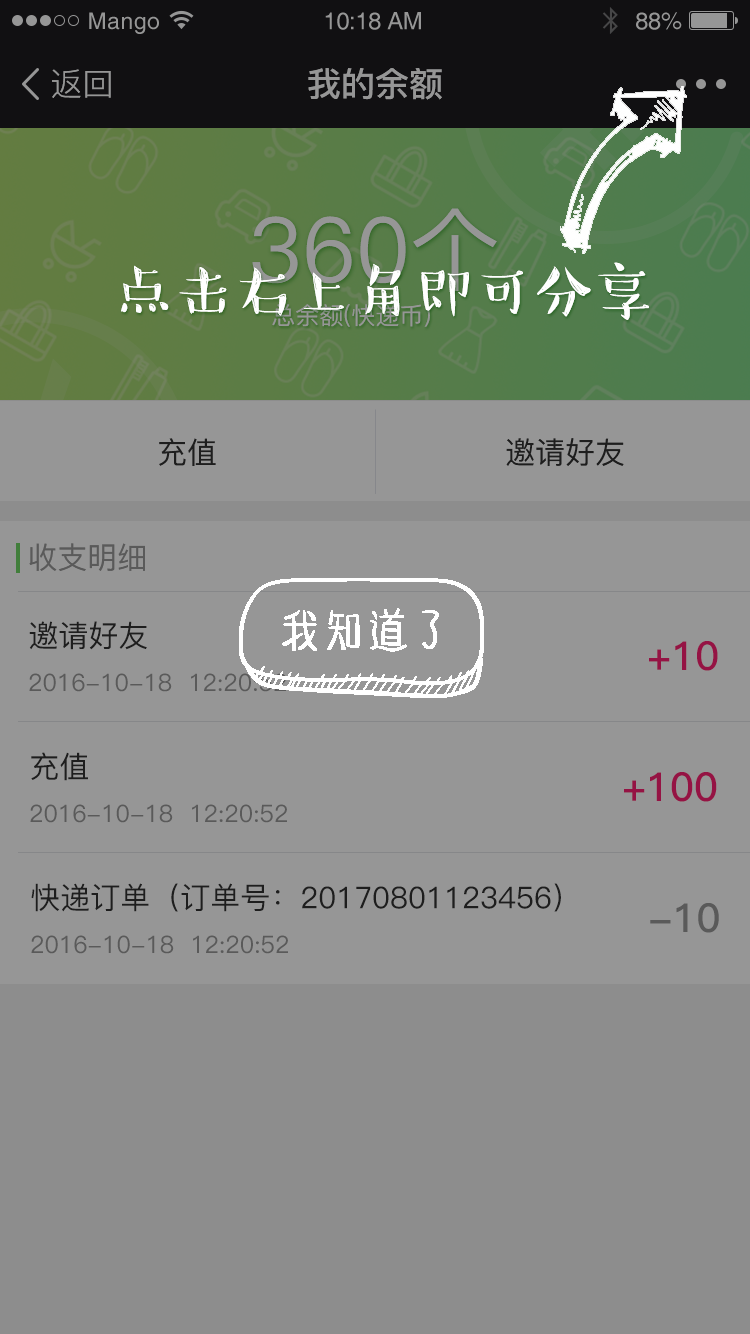 Mango 10:18 AM 88%
返回 我的余额
360个
点击右上角即可分享
总余额(快递币)
充值 邀请好友
收支明细
我知道了
邀请好友 +10
2016-10-18 12:20:52
充值 +100
2016-10-18 12:20:52
快递订单（订单号：20170801123456） -10
2016-10-18 12:20:52